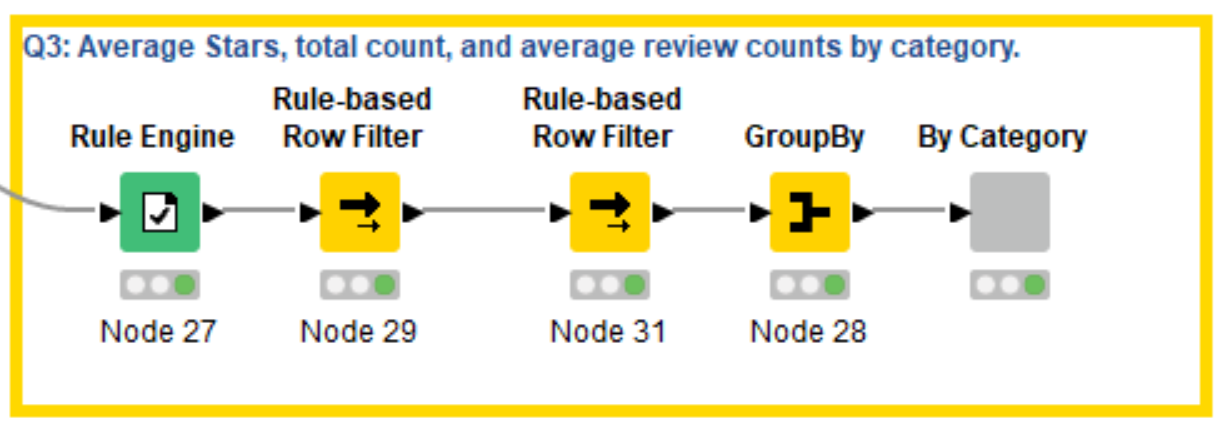 Q3: Average Stars, total count, and average review counts by category.
Rule Engine
Rule-based
Row Filter
Rule-based
Row Filter
GroupBy
By Category
Node 27
Node 29
Node 31
Node 28